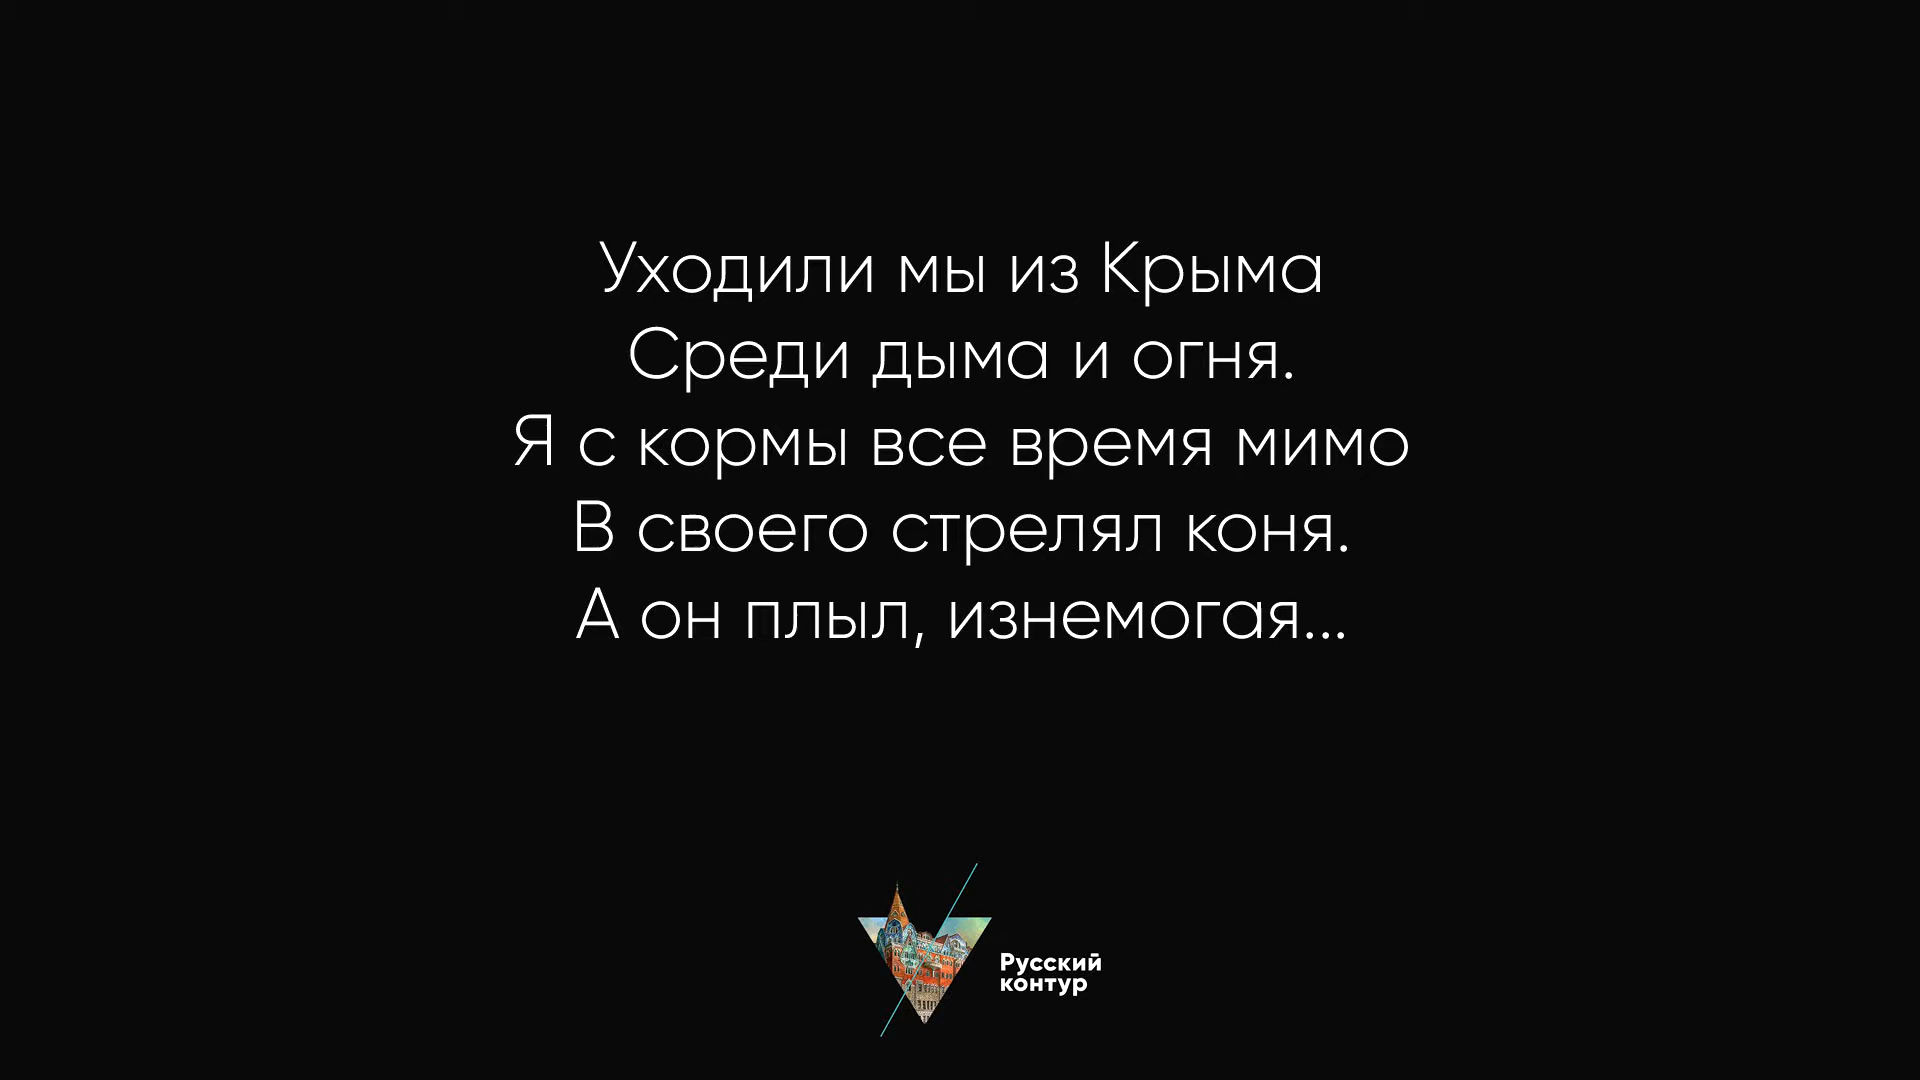 Уходили мы из Крыма
Среди дыма и огня.
Я с кормы все время мимо
В своего стрелял коня.
А он плыл, изнемогая...
Русский
контур